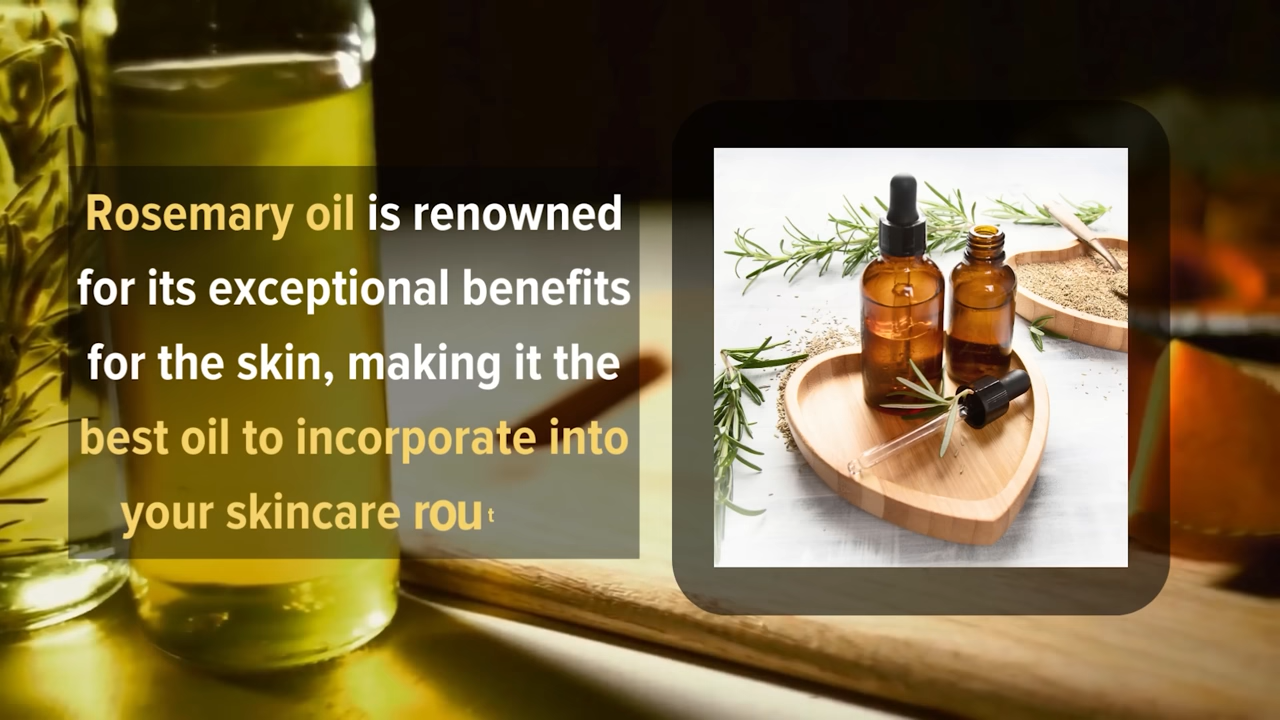 Rosemary oil is renowned
for its exceptional benefits
for the skin, making it the
best oil to incorporate into
your skincare rout